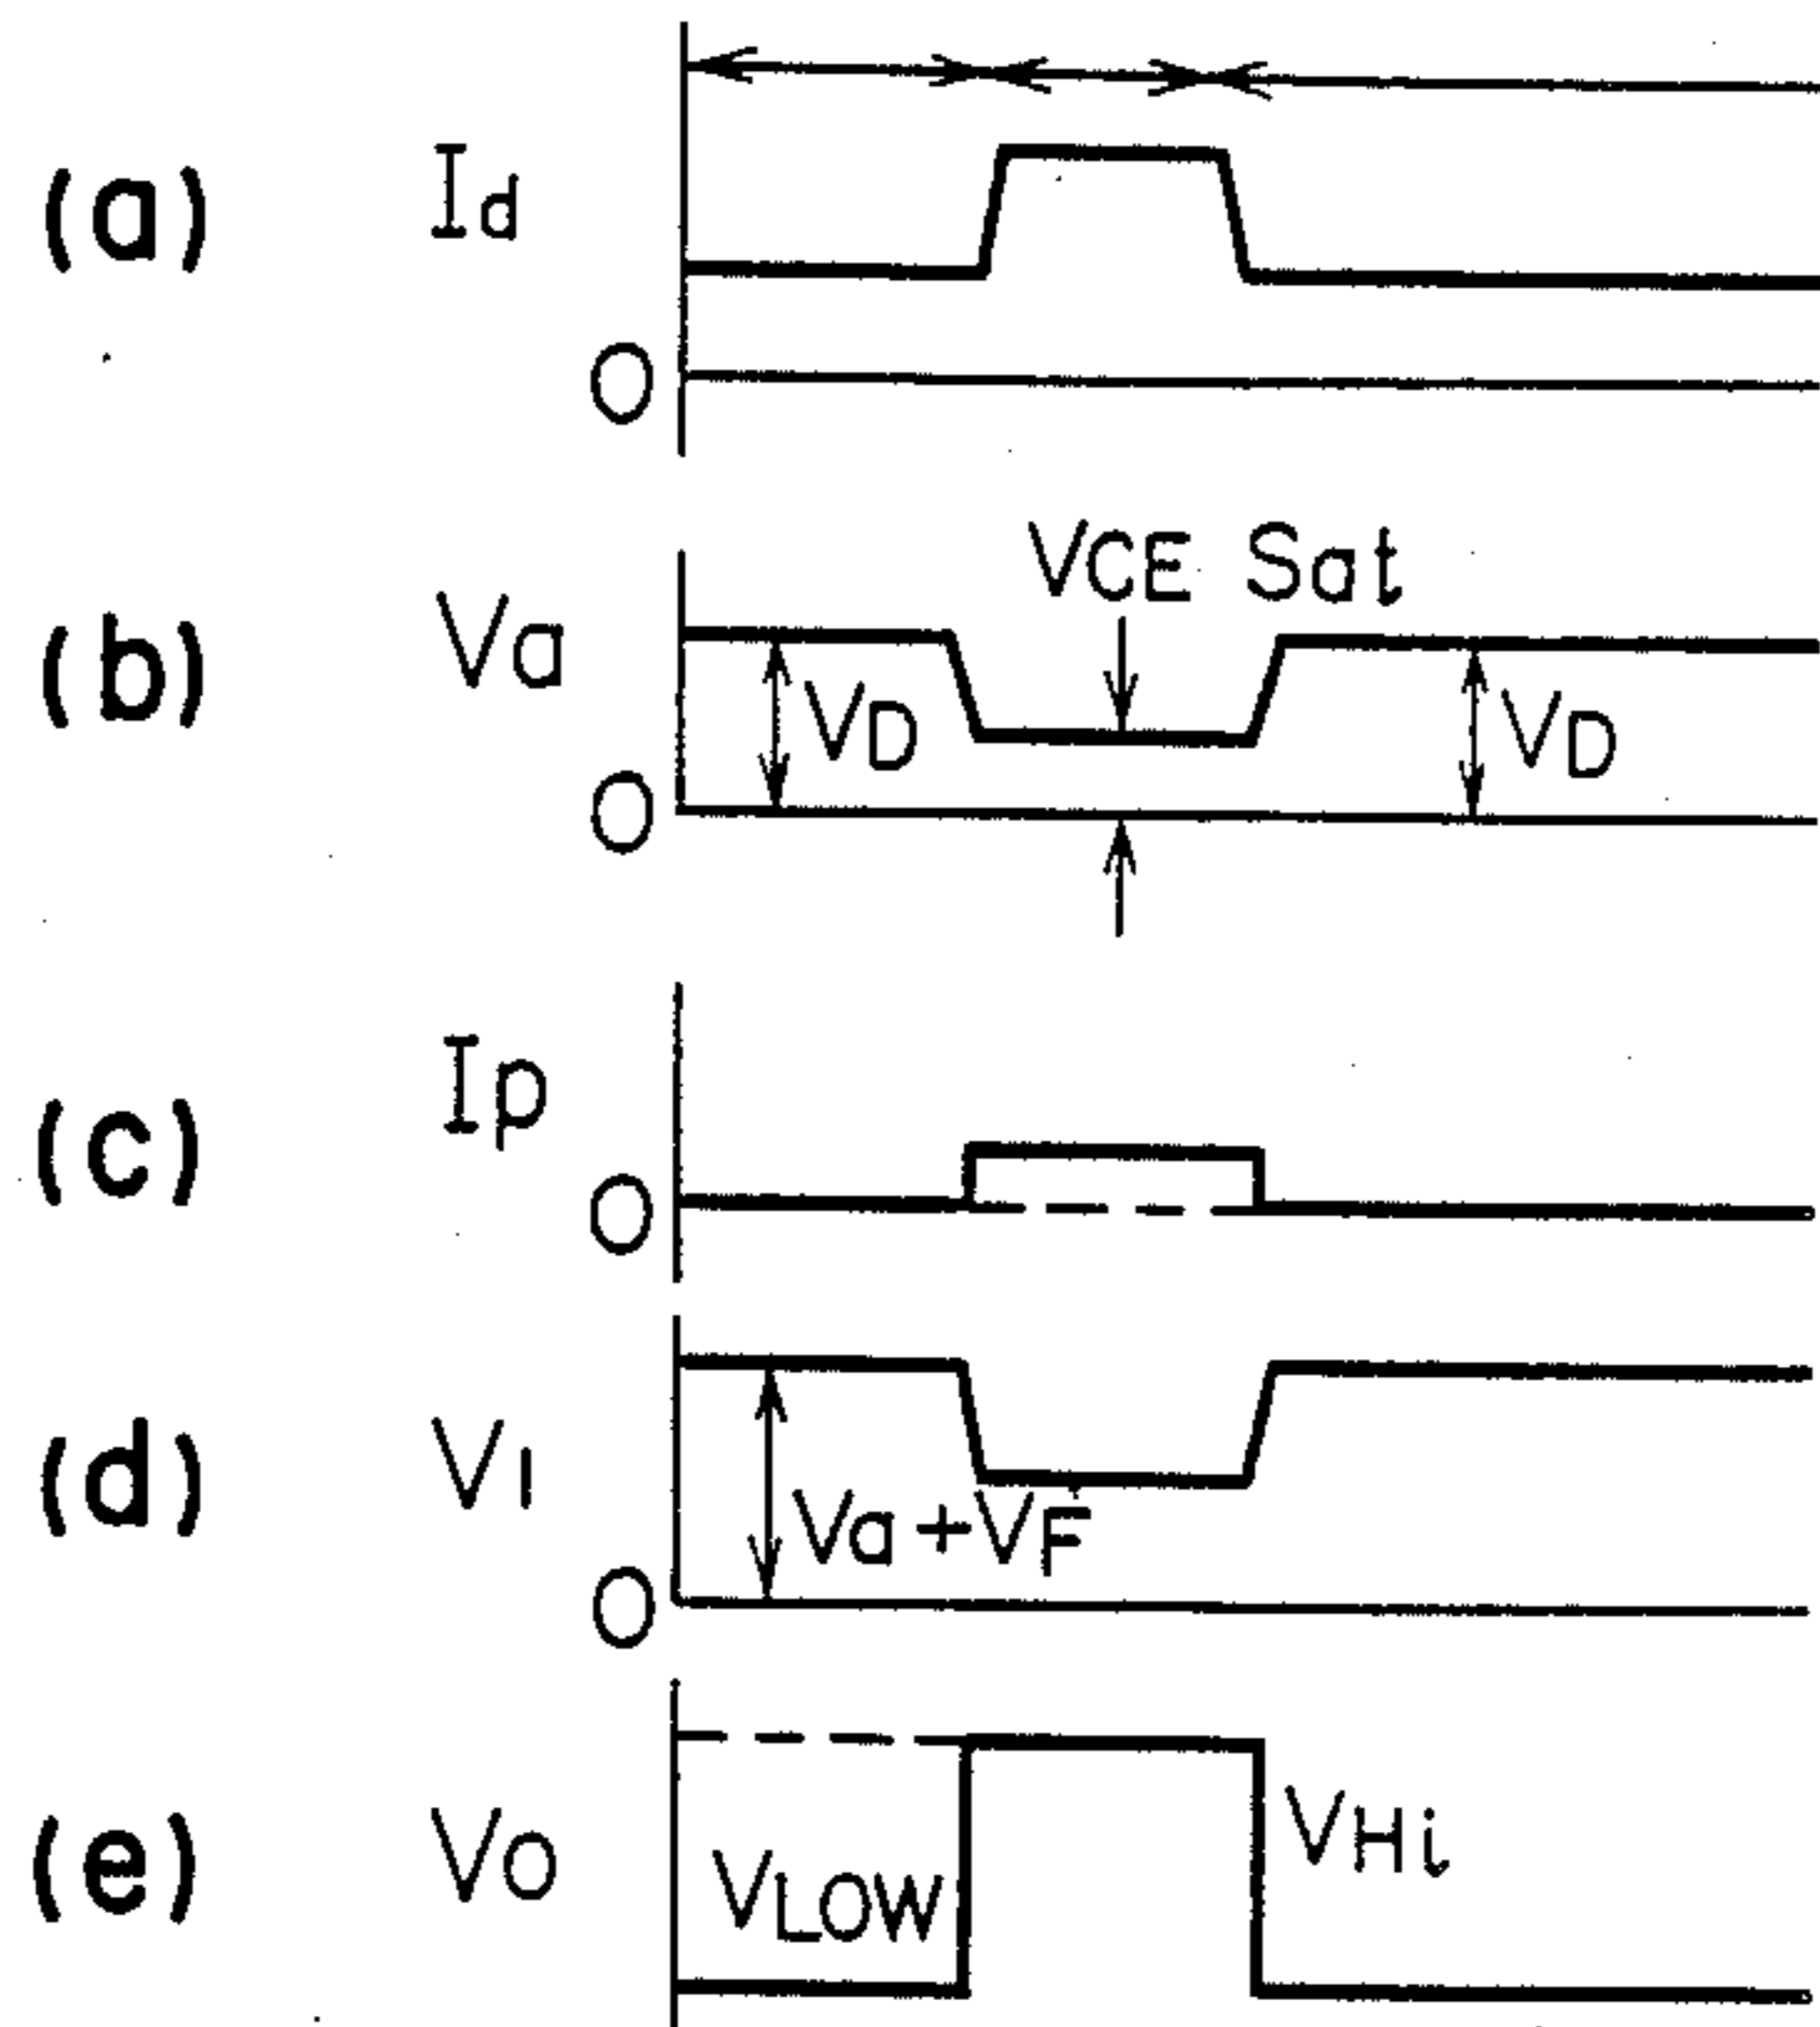 (a) Id
O
(b) Va VCE Sat
VD VD
O
(c) Ip
O
(d) V1
Va+VF
O
(e) Vo
VLOW VHi